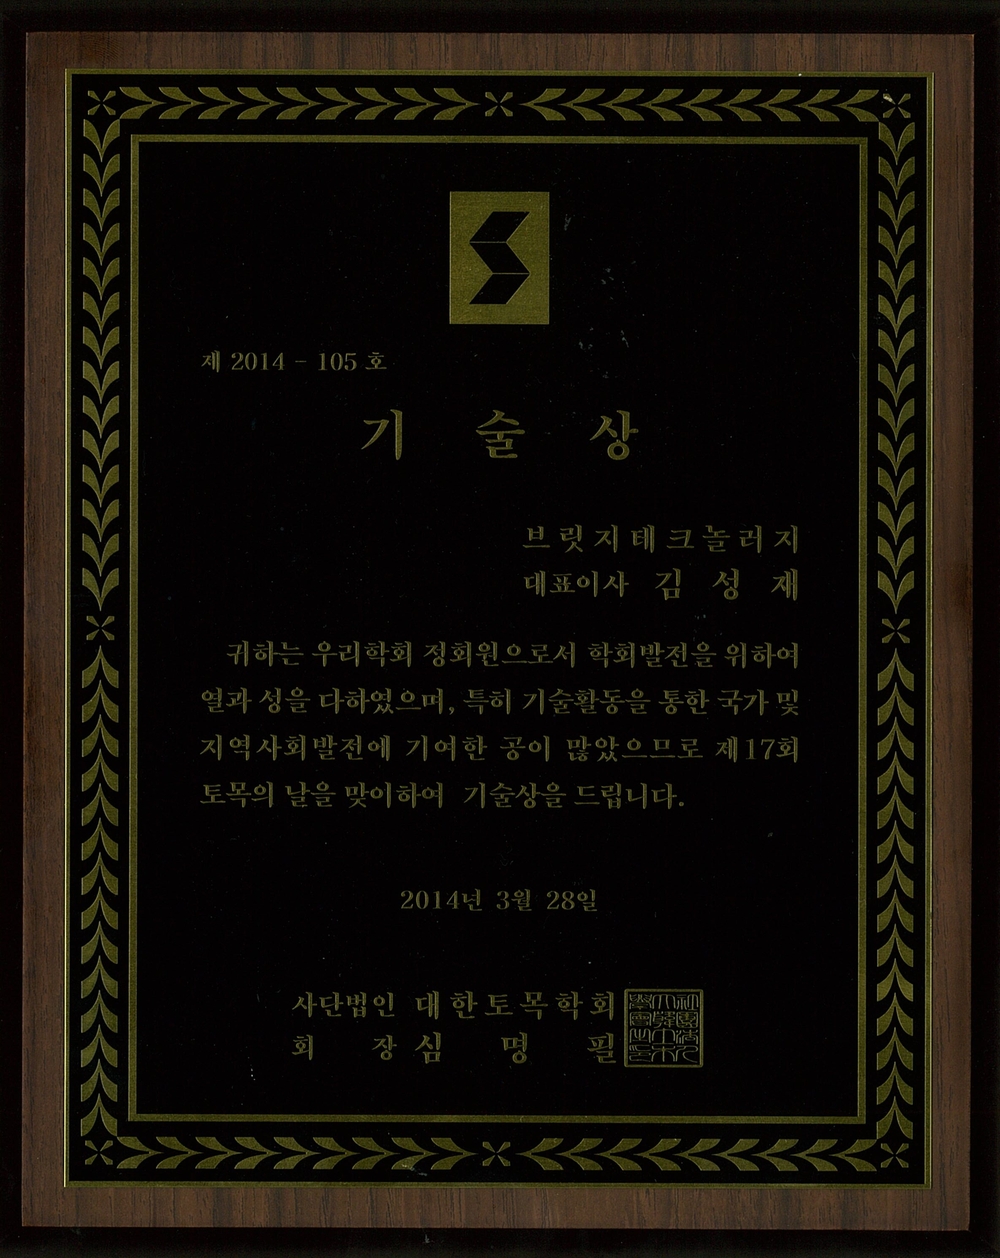 제 2014 - 105 호
기 술 상
브릿지테크놀러지
대표이사 김 성 재
귀하는 우리학회 정회원으로서 학회발전을 위하여
열과 성을 다하였으며, 특히 기술활동을 통한 국가 및
지역사회발전에 기여한 공이 많았으므로 제17회
토목의 날을 맞이하여 기술상을 드립니다.
2014년 3월 28일
사단법인 대한토목학회
회 장 심 명 필